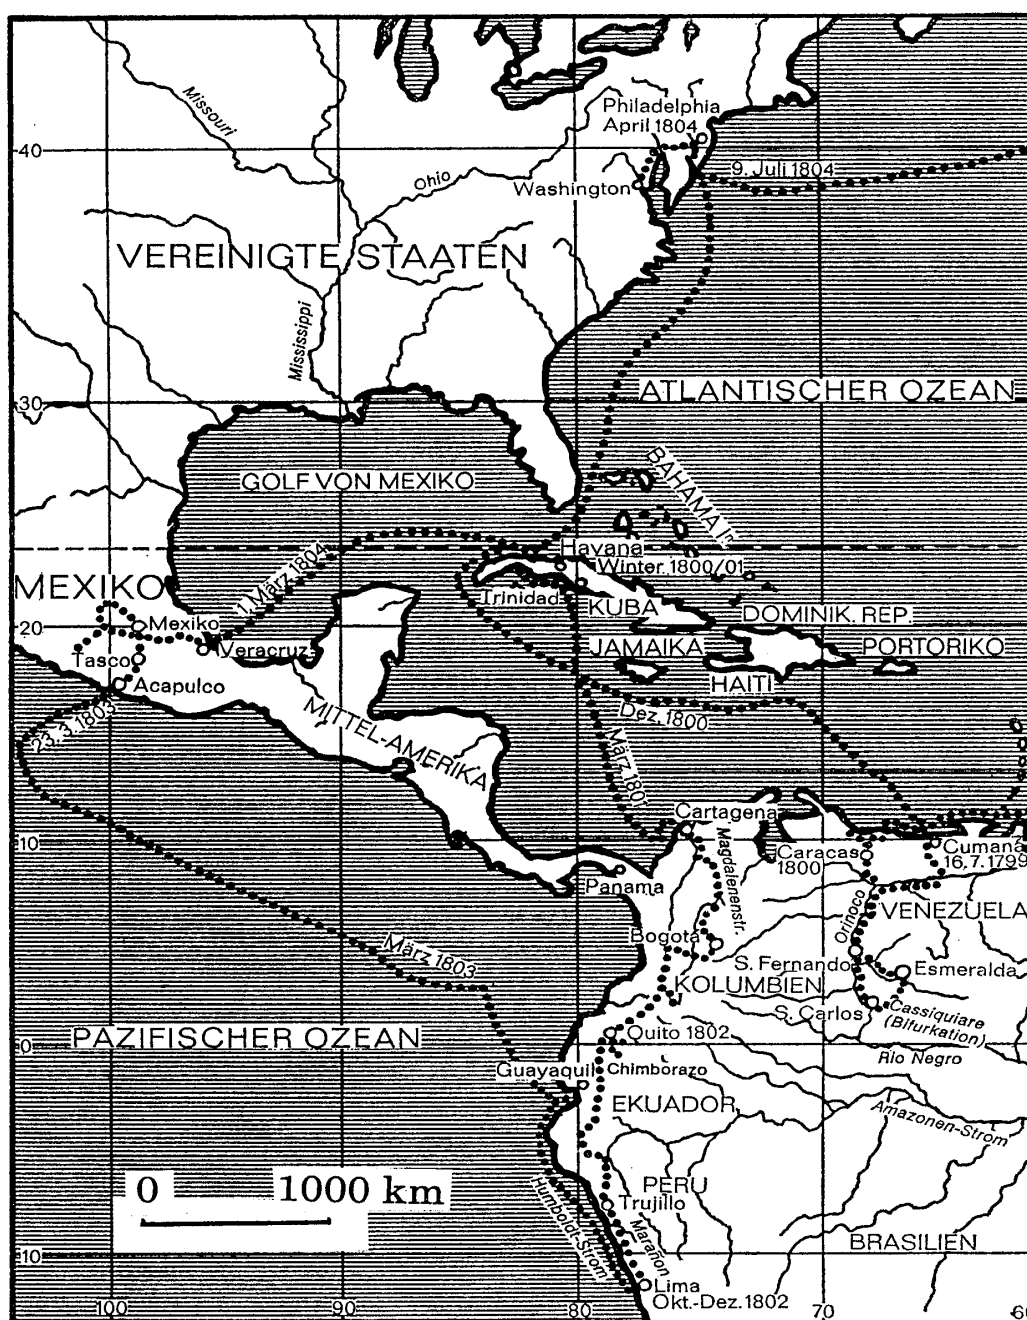 Missouri
Philadelphia
April 1804
40
9. Juli 1804
Ohio
Washington
VEREINIGTE STAATEN
Mississippi
ATLANTISCHER OZEAN
30
BAHAMA I⁠n.
GOLF VON MEXIKO
1. März 1804
Havana
Winter 1800/01
MEXIKO
Trinidad
KUBA
DOMINIK. REP.
20
Mexiko
Veracruz
JAMAIKA
PORTORIKO
Tasco
HAITI
Acapulco
23.3.1803
MITTEL-AMERIKA
Dez. 1800
März 1801
Cartagena
10
Magdalenenstr.
Caracas
1800
Cumaná
16.7.1799
Panama
Orinoco
VENEZUELA
Bogotá
März 1803
S. Fernando
Esmeralda
KOLUMBIEN
S. Carlos
Cassiquiare
(Bifurkation)
PAZIFISCHER OZEAN
0
Quito 1802
Rio Negro
Guayaquil
Chimborazo
EKUADOR
Amazonen-Strom
0 1000 km
PERU
Trujillo
Humboldt-Strom
Marañon
BRASILIEN
10
Lima
Okt.-Dez. 1802
100
90
80
70
60